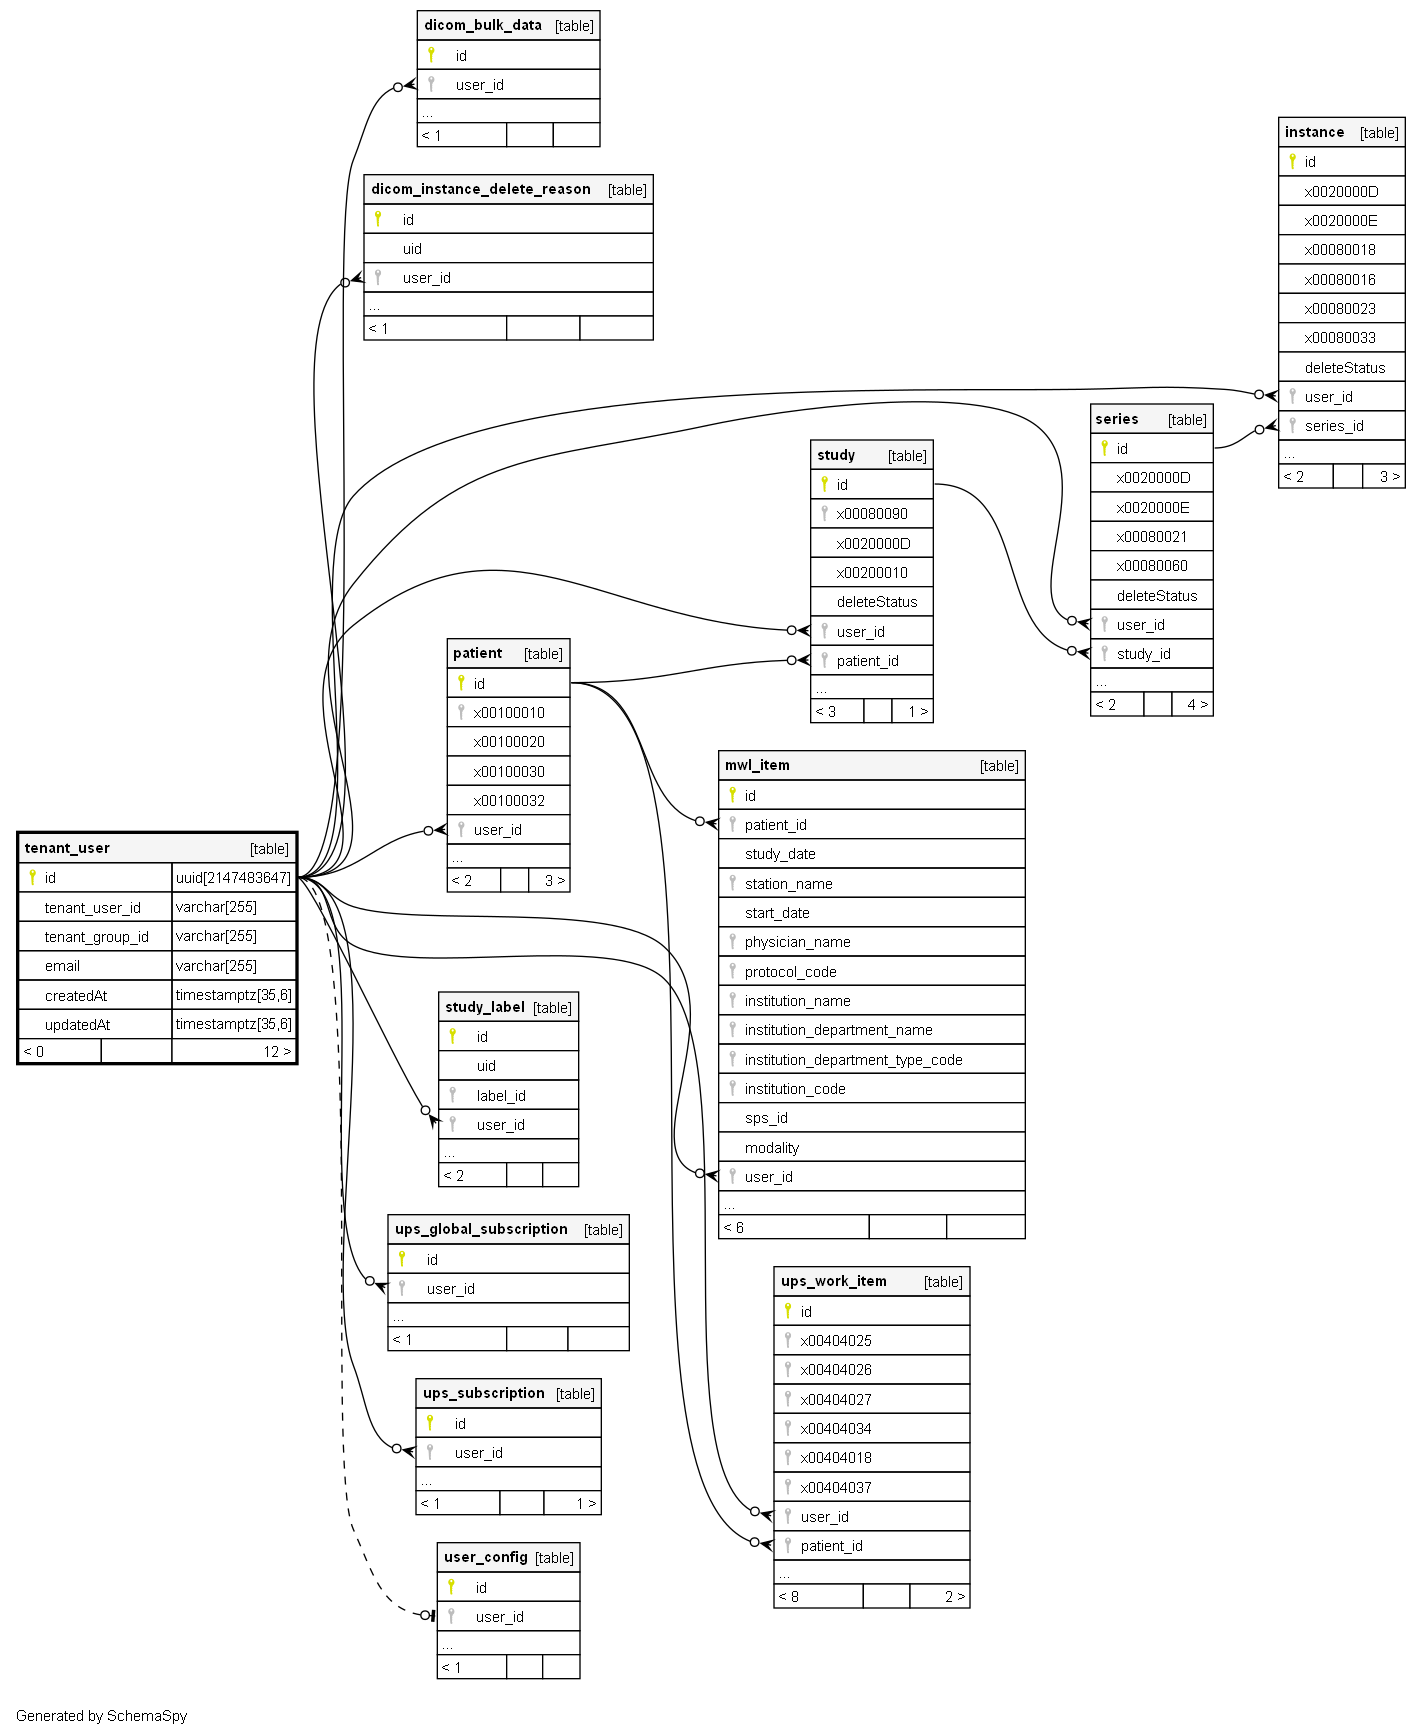 dicom_bulk_data [table]
id
user_id
...
< 1
dicom_instance_delete_reason [table]
id
uid
user_id
...
< 1
instance [table]
id
x0020000D
x0020000E
x00080018
x00080016
x00080023
x00080033
deleteStatus
user_id
series_id
...
< 2 3 >
series [table]
id
x0020000D
x0020000E
x00080021
x00080060
deleteStatus
user_id
study_id
...
< 2 4 >
study [table]
id
x00080090
x0020000D
x00200010
deleteStatus
user_id
patient_id
...
< 3 1 >
patient [table]
id
x00100010
x00100020
x00100030
x00100032
user_id
...
< 2 3 >
mwl_item [table]
id
patient_id
study_date
station_name
start_date
physician_name
protocol_code
institution_name
institution_department_name
institution_department_type_code
institution_code
sps_id
modality
user_id
...
< 6
tenant_user [table]
id uuid[2147483647]
tenant_user_id varchar[255]
tenant_group_id varchar[255]
email varchar[255]
createdAt timestamptz[35,6]
updatedAt timestamptz[35,6]
< 0 12 >
study_label [table]
id
uid
label_id
user_id
...
< 2
ups_global_subscription [table]
id
user_id
...
< 1
ups_work_item [table]
id
x00404025
x00404026
x00404027
x00404034
x00404018
x00404037
user_id
patient_id
...
< 8 2 >
ups_subscription [table]
id
user_id
...
< 1 1 >
user_config [table]
id
user_id
...
< 1
Generated by SchemaSpy